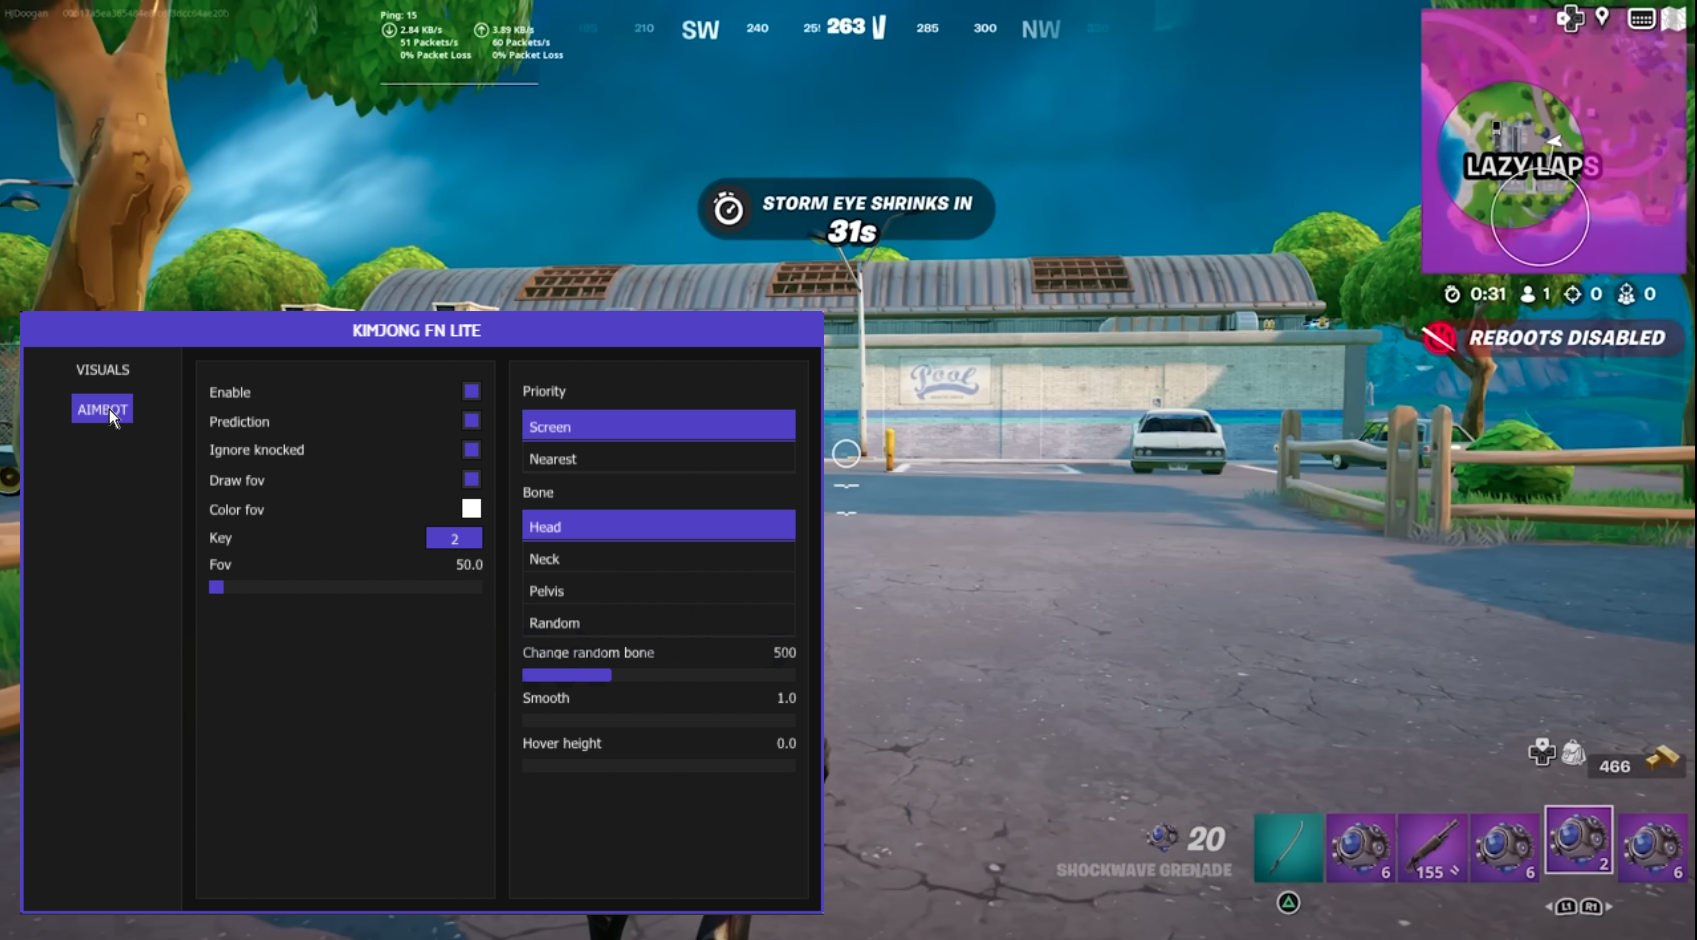 HJDoogan
Ping: 15
2.84 KB/s 3.89 KB/s
51 Packets/s 60 Packets/s
0% Packet Loss 0% Packet Loss
210 SW 240 263 285 300 NW
LAZY LAPS
STORM EYE SHRINKS IN
31s
0:31 1 0 0
REBOOTS DISABLED
KIMJONG FN LITE
VISUALS
AIMBOT
Enable
Prediction
Ignore knocked
Draw fov
Color fov
Key 2
Fov 50.0
Priority
Screen
Nearest
Bone
Head
Neck
Pelvis
Random
Change random bone 500
Smooth 1.0
Hover height 0.0
Pool
466
20
SHOCKWAVE GRENADE
6 155 6 2 6
L1 R1